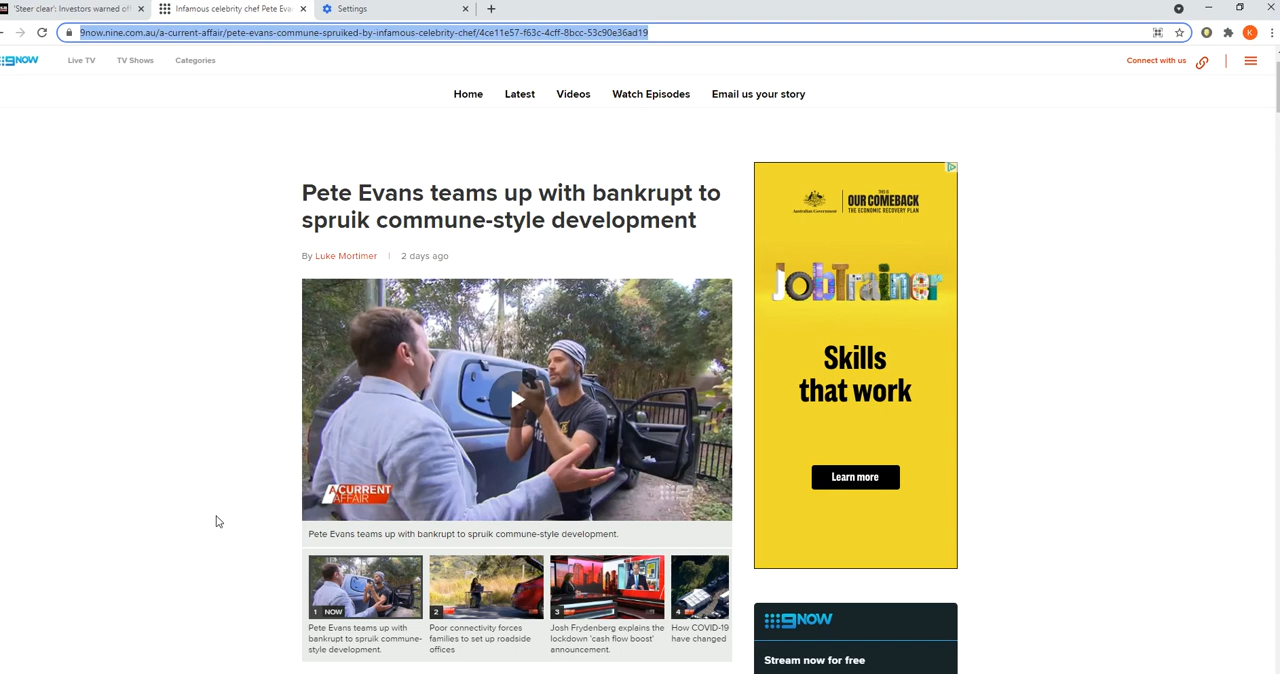 'Steer clear': Investors warned off
Infamous celebrity chef Pete Eva
Settings
9now.nine.com.au/a-current-affair/pete-evans-commune-spruiked-by-infamous-celebrity-chef/4ce11e57-f63c-4cff-8bcc-53c90e36ad19
K
9NOW
Live TV
TV Shows
Categories
Connect with us
Home
Latest
Videos
Watch Episodes
Email us your story
Pete Evans teams up with bankrupt to
spruik commune-style development
By Luke Mortimer | 2 days ago
A CURRENT
AFFAIR
Pete Evans teams up with bankrupt to spruik commune-style development.
1 NOW
Pete Evans teams up with
bankrupt to spruik commune-
style development.
2
Poor connectivity forces
families to set up roadside
offices
3
Josh Frydenberg explains the
lockdown 'cash flow boost'
announcement.
4
How COVID-19
have changed
Australian Government
THIS IS
OUR COMEBACK
THE ECONOMIC RECOVERY PLAN
JobTrainer
Skills
that work
Learn more
9NOW
Stream now for free